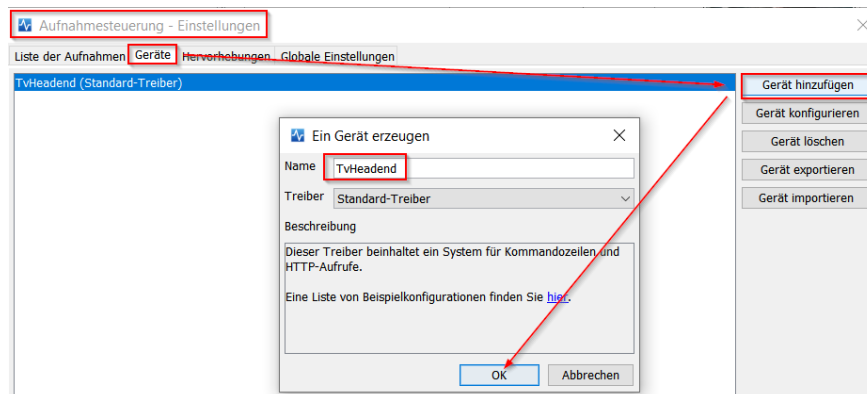 Aufnahmesteuerung - Einstellungen
Liste der Aufnahmen Geräte Hervorhebungen Globale Einstellungen
TvHeadend (Standard-Treiber)
Gerät hinzufügen
Gerät konfigurieren
Gerät löschen
Gerät exportieren
Gerät importieren
Ein Gerät erzeugen
Name TvHeadend
Treiber Standard-Treiber
Beschreibung
Dieser Treiber beinhaltet ein System für Kommandozeilen und
HTTP-Aufrufe.
Eine Liste von Beispielkonfigurationen finden Sie hier.
OK Abbrechen